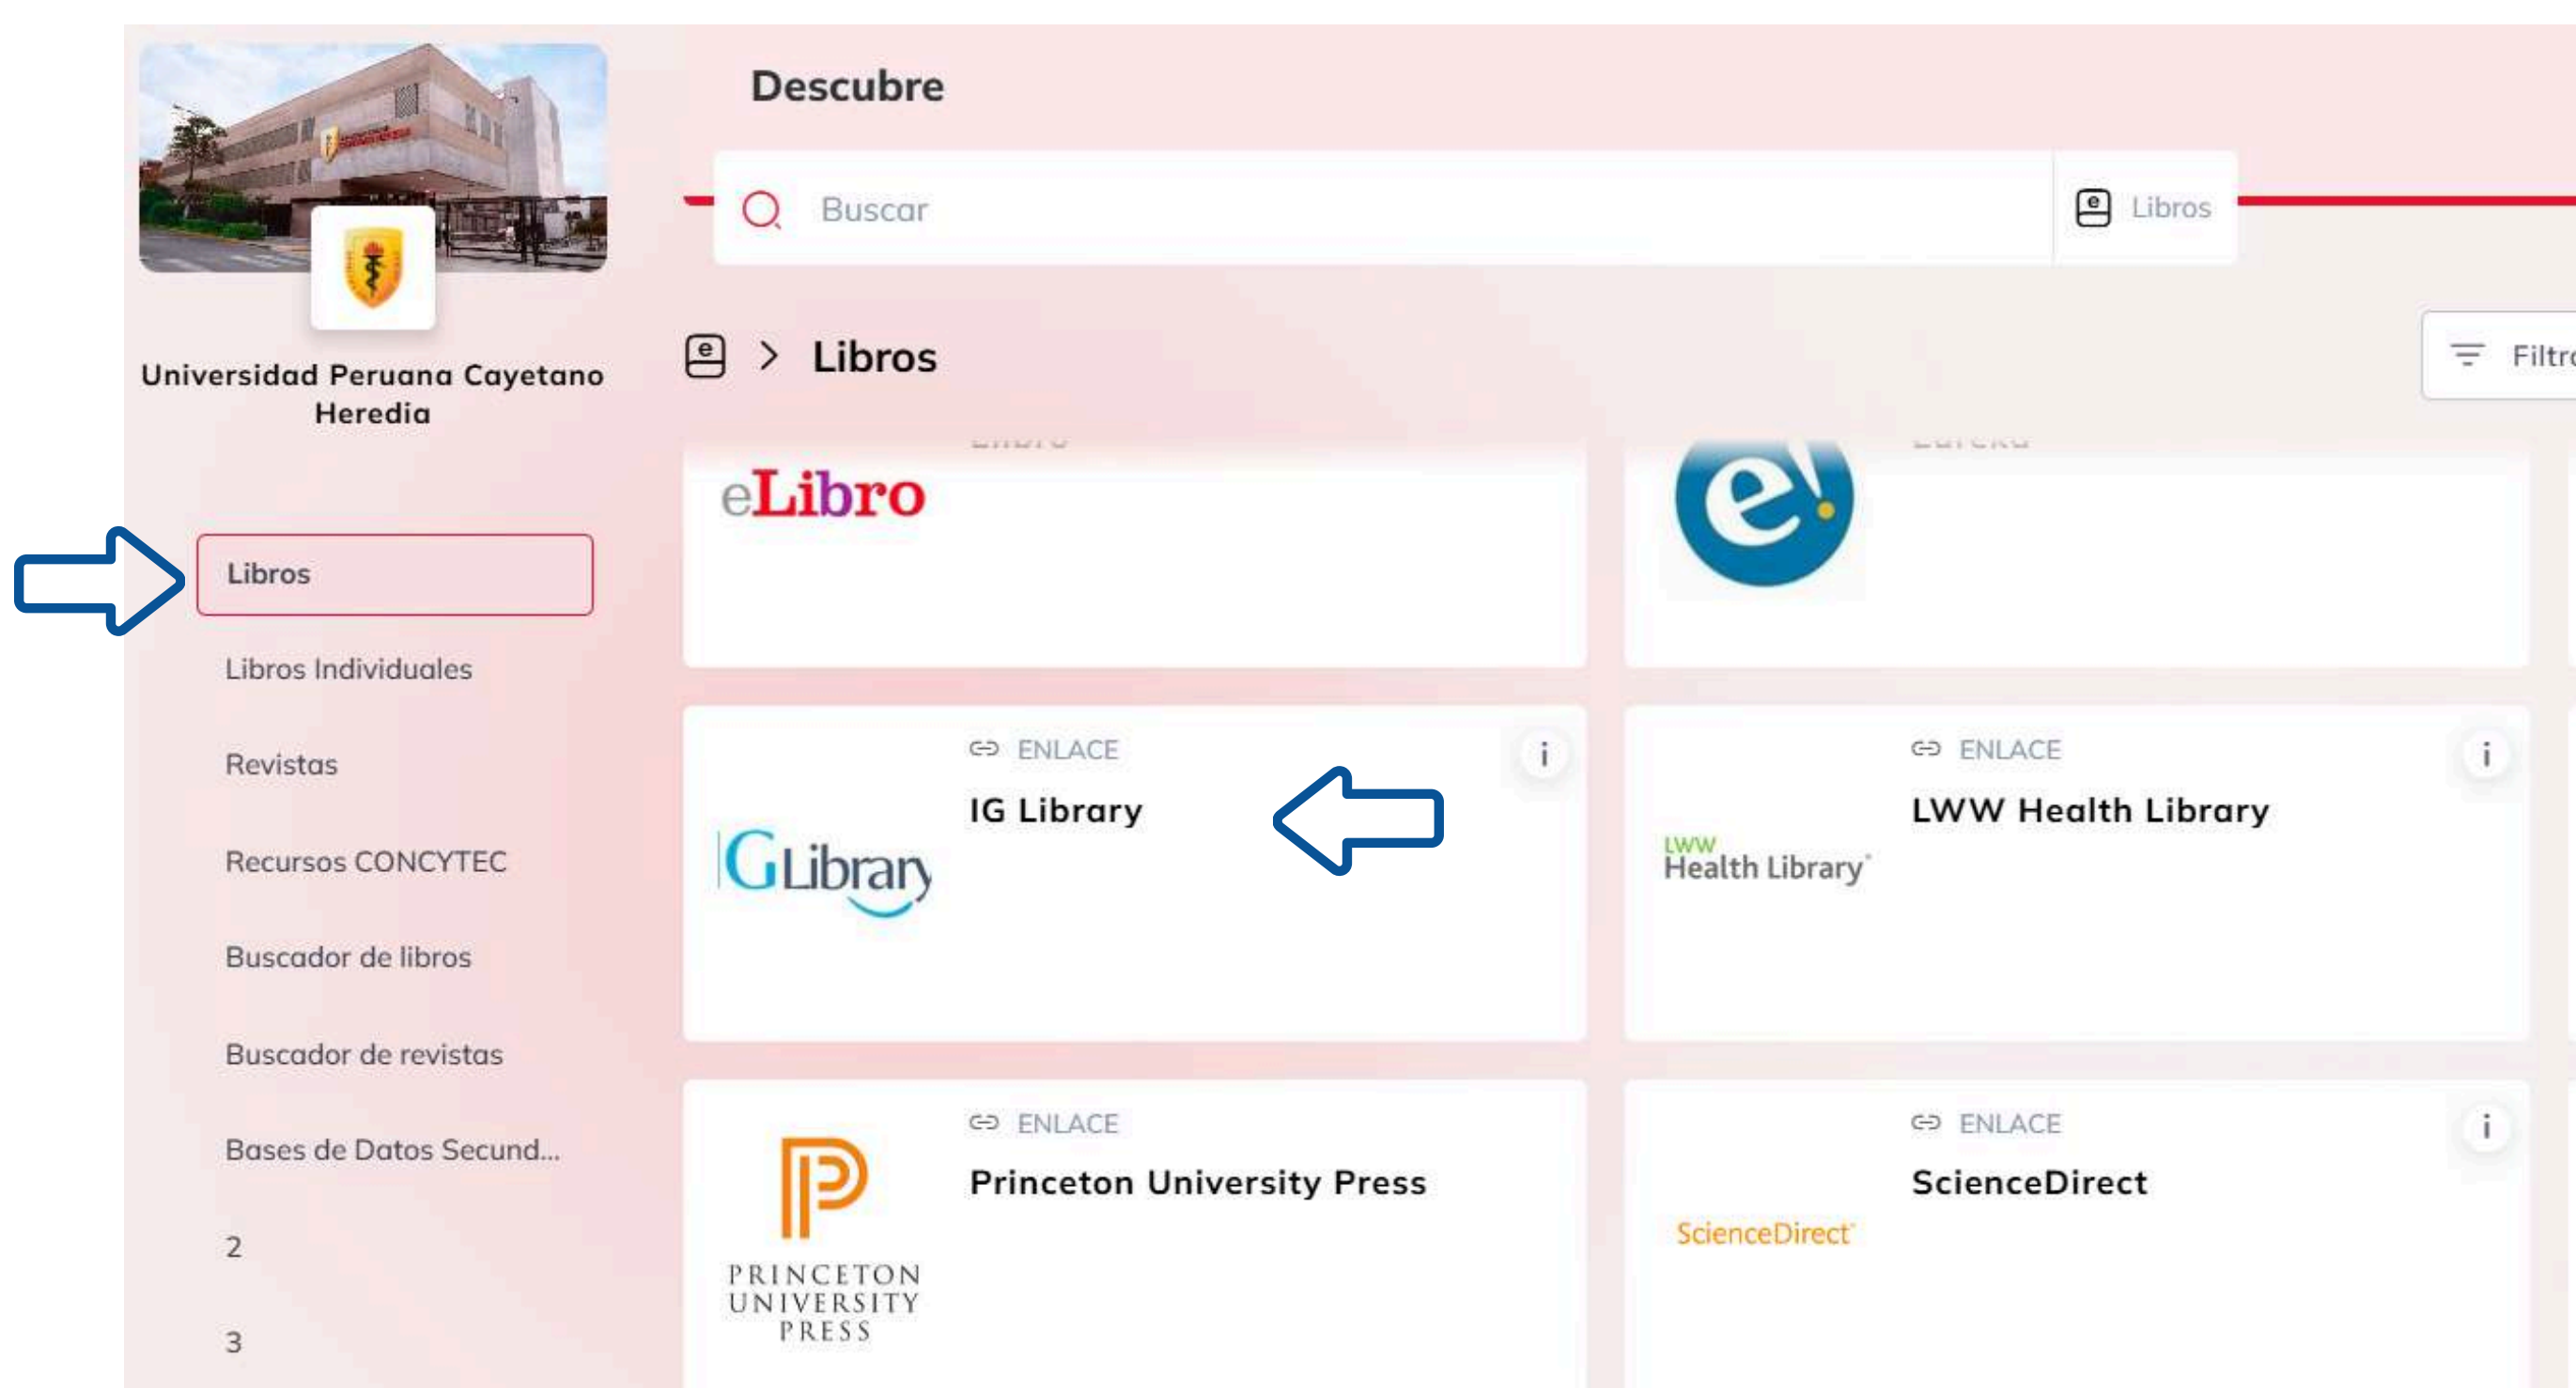 Descubre
Buscar
Libros
Universidad Peruana Cayetano
Heredia
Libros
Libros Individuales
Revistas
Recursos CONCYTEC
Buscador de libros
Buscador de revistas
Bases de Datos Secund...
2
3
Libros
Filtro
eLibro
e!
ENLACE
i
IG Library
IGLibrary
ENLACE
i
LWW Health Library
LWW
Health Library
ENLACE
Princeton University Press
PRINCETON
UNIVERSITY
PRESS
ENLACE
i
ScienceDirect
ScienceDirect